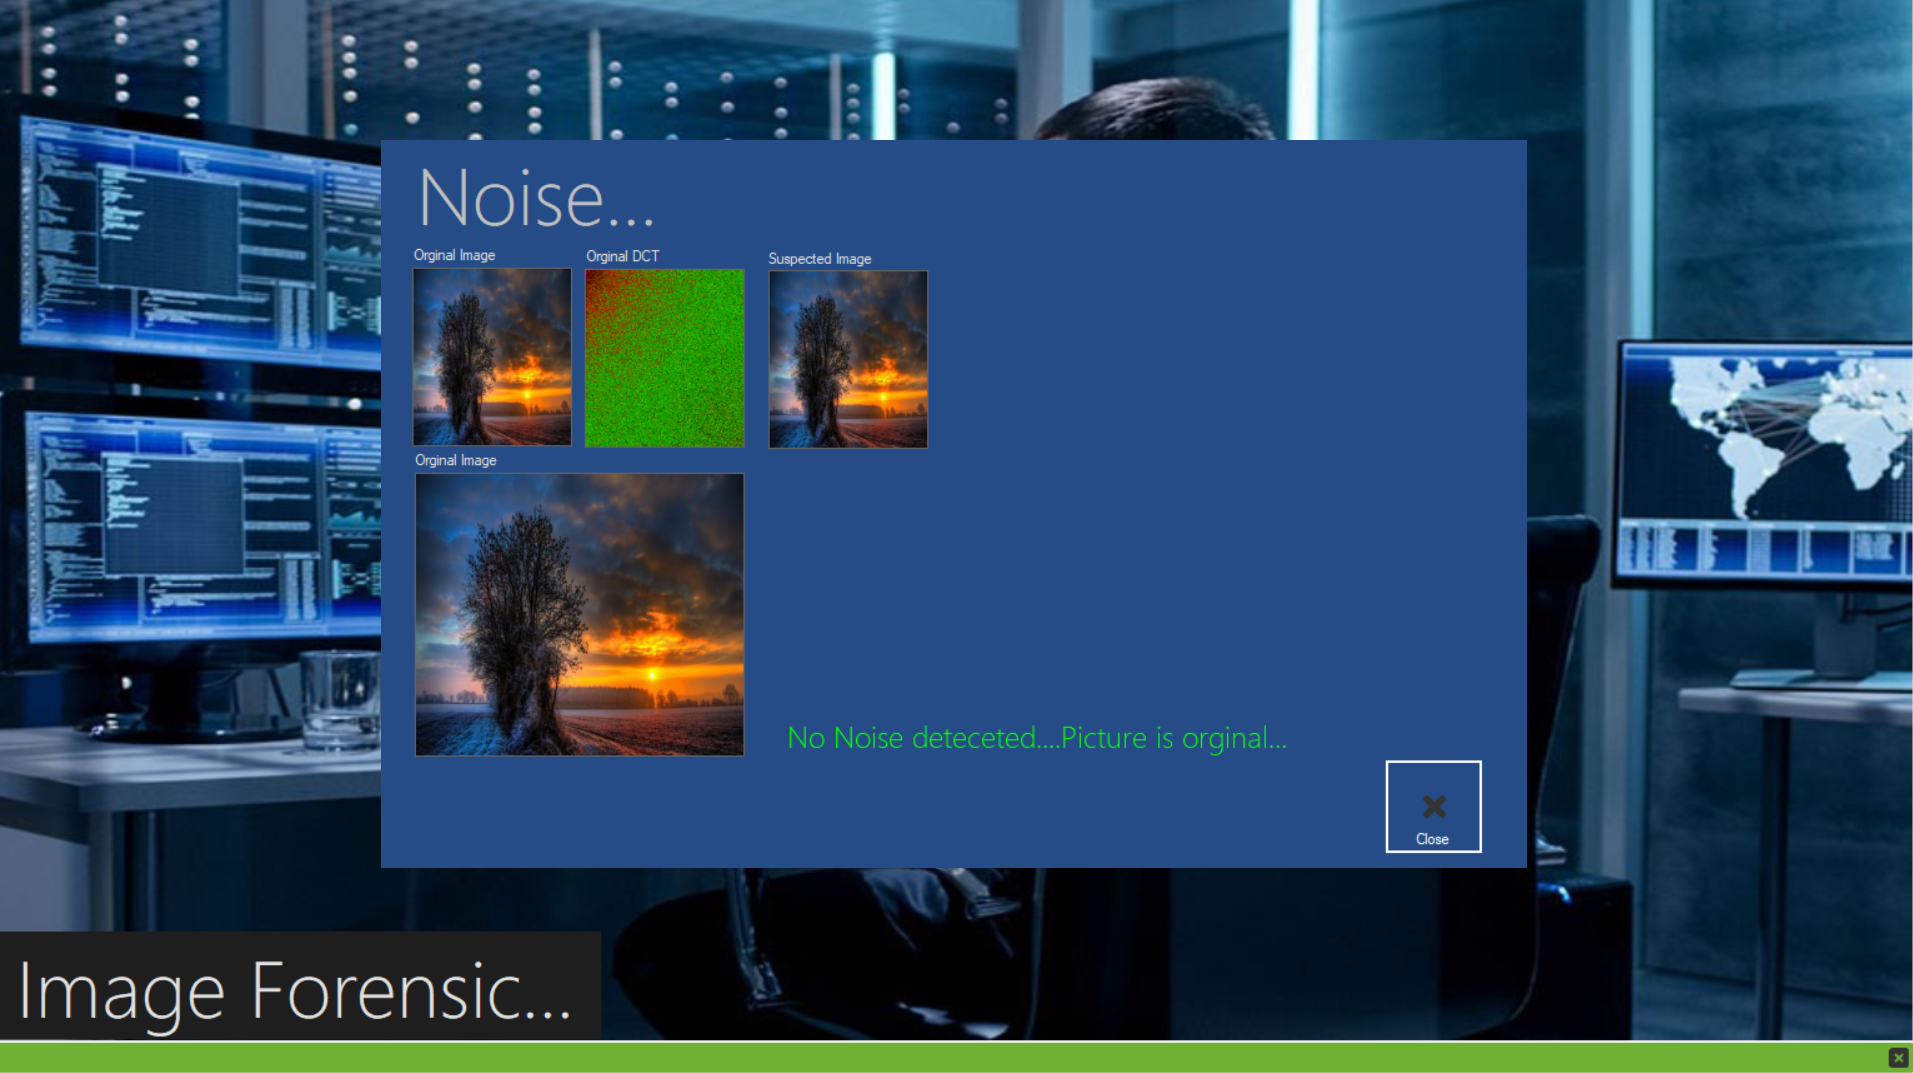 Noise...
Orginal Image
Orginal DCT
Suspected Image
Orginal Image
No Noise deteceted....Picture is orginal...
Close
Image Forensic...